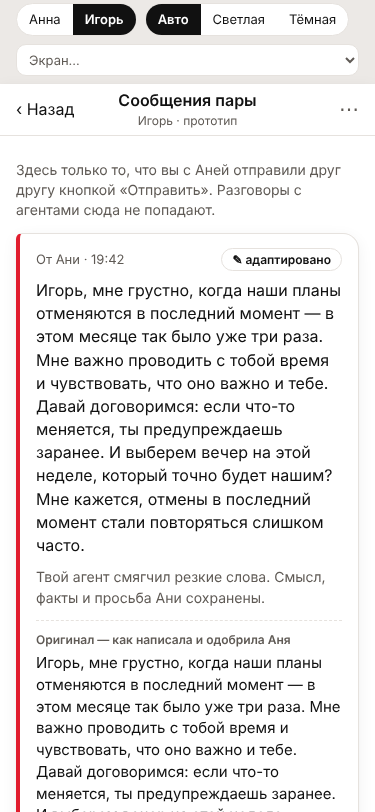 Анна Игорь Авто Светлая Тёмная
Экран...
‹ Назад
Сообщения пары
Игорь · прототип
Здесь только то, что вы с Аней отправили друг
другу кнопкой «Отправить». Разговоры с
агентами сюда не попадают.
От Ани · 19:42
✎ адаптировано
Игорь, мне грустно, когда наши планы
отменяются в последний момент — в
этом месяце так было уже три раза.
Мне важно проводить с тобой время
и чувствовать, что оно важно и тебе.
Давай договоримся: если что-то
меняется, ты предупреждаешь
заранее. И выберем вечер на этой
неделе, который точно будет нашим?
Мне кажется, отмены в последний
момент стали повторяться слишком
часто.
Твой агент смягчил резкие слова. Смысл,
факты и просьба Ани сохранены.
Оригинал — как написала и одобрила Аня
Игорь, мне грустно, когда наши планы
отменяются в последний момент — в
этом месяце так было уже три раза. Мне
важно проводить с тобой время и
чувствовать, что оно важно и тебе.
Давай договоримся: если что-то
меняется, ты предупреждаешь заранее.